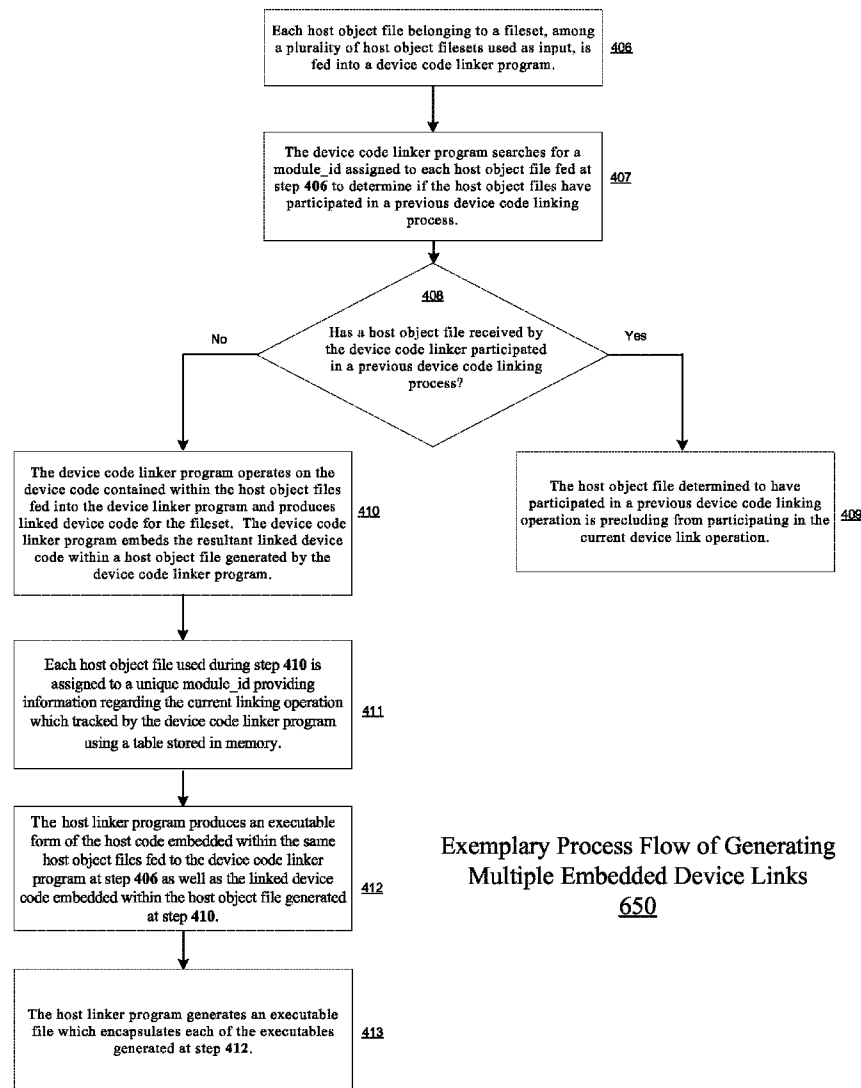 Each host object file belonging to a fileset, among
a plurality of host object filesets used as input, is
fed into a device code linker program.
406
The device code linker program searches for a
module_id assigned to each host object file fed at
step 406 to determine if the host object files have
participated in a previous device code linking
process.
407
408
Has a host object file received by
the device code linker participated
in a previous device code linking
process?
No
Yes
The device code linker program operates on the
device code contained within the host object files
fed into the device linker program and produces
linked device code for the fileset. The device code
linker program embeds the resultant linked device
code within a host object file generated by the
device code linker program.
410
The host object file determined to have
participated in a previous device code linking
operation is precluding from participating in the
current device link operation.
409
Each host object file used during step 410 is
assigned to a unique module_id providing
information regarding the current linking operation
which tracked by the device code linker program
using a table stored in memory.
411
The host linker program produces an executable
form of the host code embedded within the same
host object files fed to the device code linker
program at step 406 as well as the linked device
code embedded within the host object file generated
at step 410.
412
Exemplary Process Flow of Generating
Multiple Embedded Device Links
650
The host linker program generates an executable
file which encapsulates each of the executables
generated at step 412.
413